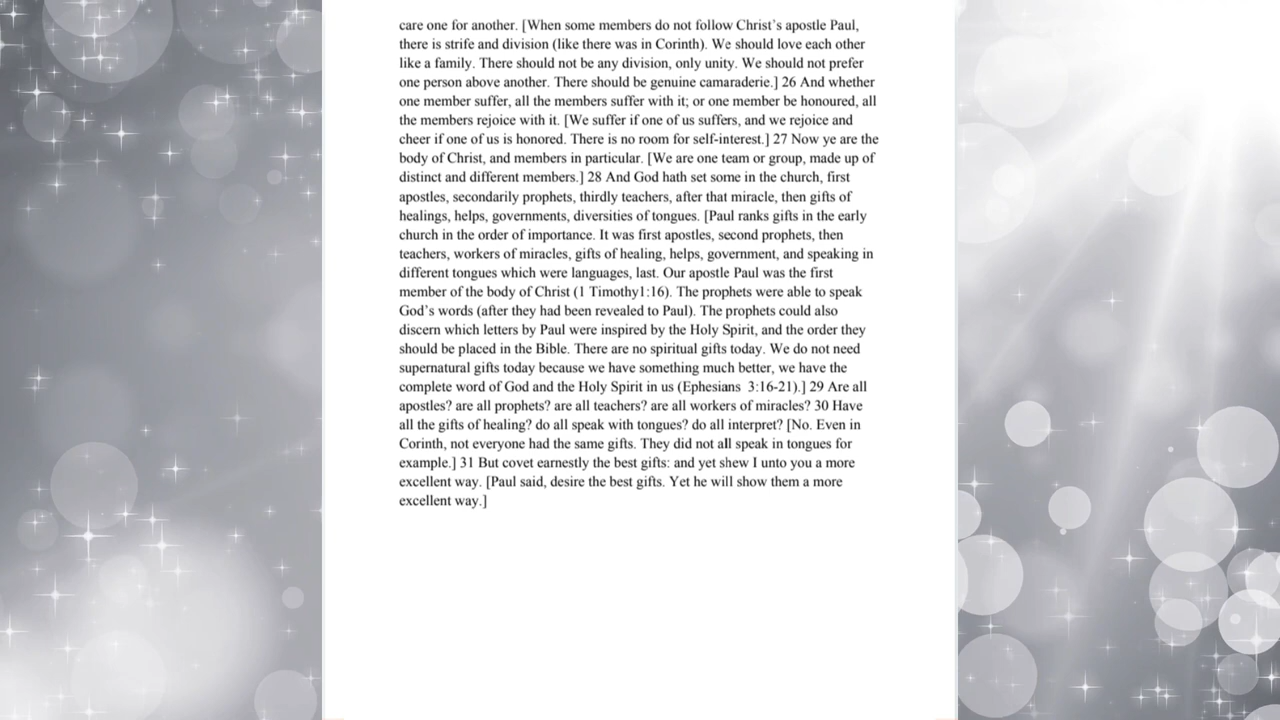 care one for another. [When some members do not follow Christ's apostle Paul,
there is strife and division (like there was in Corinth). We should love each other
like a family. There should not be any division, only unity. We should not prefer
one person above another. There should be genuine camaraderie.] 26 And whether
one member suffer, all the members suffer with it; or one member be honoured, all
the members rejoice with it. [We suffer if one of us suffers, and we rejoice and
cheer if one of us is honored. There is no room for self-interest.] 27 Now ye are the
body of Christ, and members in particular. [We are one team or group, made up of
distinct and different members.] 28 And God hath set some in the church, first
apostles, secondarily prophets, thirdly teachers, after that miracle, then gifts of
healings, helps, governments, diversities of tongues. [Paul ranks gifts in the early
church in the order of importance. It was first apostles, second prophets, then
teachers, workers of miracles, gifts of healing, helps, government, and speaking in
different tongues which were languages, last. Our apostle Paul was the first
member of the body of Christ (1 Timothy1:16). The prophets were able to speak
God's words (after they had been revealed to Paul). The prophets could also
discern which letters by Paul were inspired by the Holy Spirit, and the order they
should be placed in the Bible. There are no spiritual gifts today. We do not need
supernatural gifts today because we have something much better, we have the
complete word of God and the Holy Spirit in us (Ephesians  3:16-21).] 29 Are all
apostles? are all prophets? are all teachers? are all workers of miracles? 30 Have
all the gifts of healing? do all speak with tongues? do all interpret? [No. Even in
Corinth, not everyone had the same gifts. They did not all speak in tongues for
example.] 31 But covet earnestly the best gifts: and yet shew I unto you a more
excellent way. [Paul said, desire the best gifts. Yet he will show them a more
excellent way.]